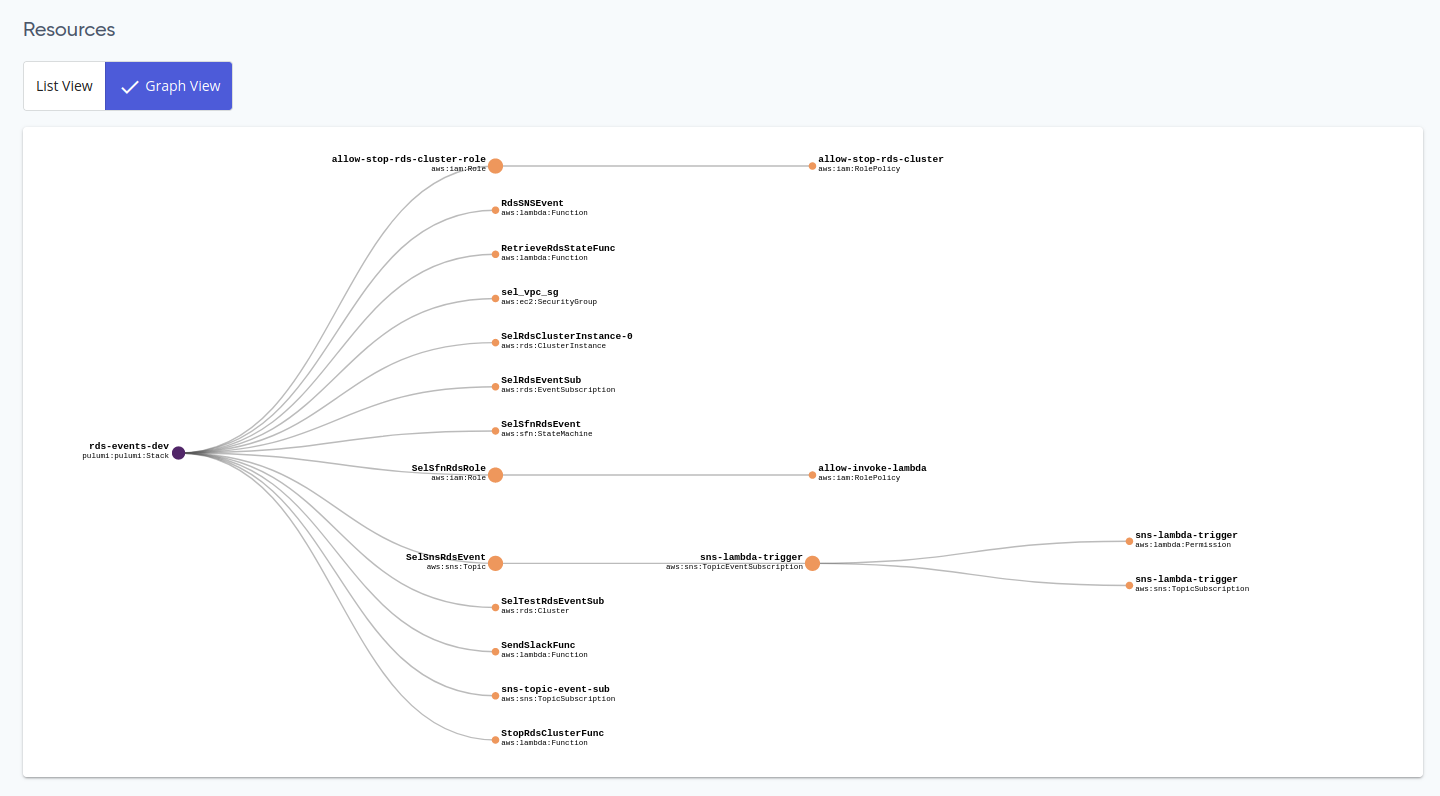 Resources
List View
Graph View
allow-stop-rds-cluster-role
aws:iam:Role
allow-stop-rds-cluster
aws:iam:RolePolicy
RdsSNSEvent
aws:lambda:Function
RetrieveRdsStateFunc
aws:lambda:Function
sel_vpc_sg
aws:ec2:SecurityGroup
SelRdsClusterInstance-0
aws:rds:ClusterInstance
SelRdsEventSub
aws:rds:EventSubscription
SelSfnRdsEvent
aws:sfn:StateMachine
rds-events-dev
pulumi:pulumi:Stack
SelSfnRdsRole
aws:iam:Role
allow-invoke-lambda
aws:iam:RolePolicy
SelSnsRdsEvent
aws:sns:Topic
sns-lambda-trigger
aws:sns:TopicEventSubscription
sns-lambda-trigger
aws:lambda:Permission
sns-lambda-trigger
aws:sns:TopicSubscription
SelTestRdsEventSub
aws:rds:Cluster
SendSlackFunc
aws:lambda:Function
sns-topic-event-sub
aws:sns:TopicSubscription
StopRdsClusterFunc
aws:lambda:Function